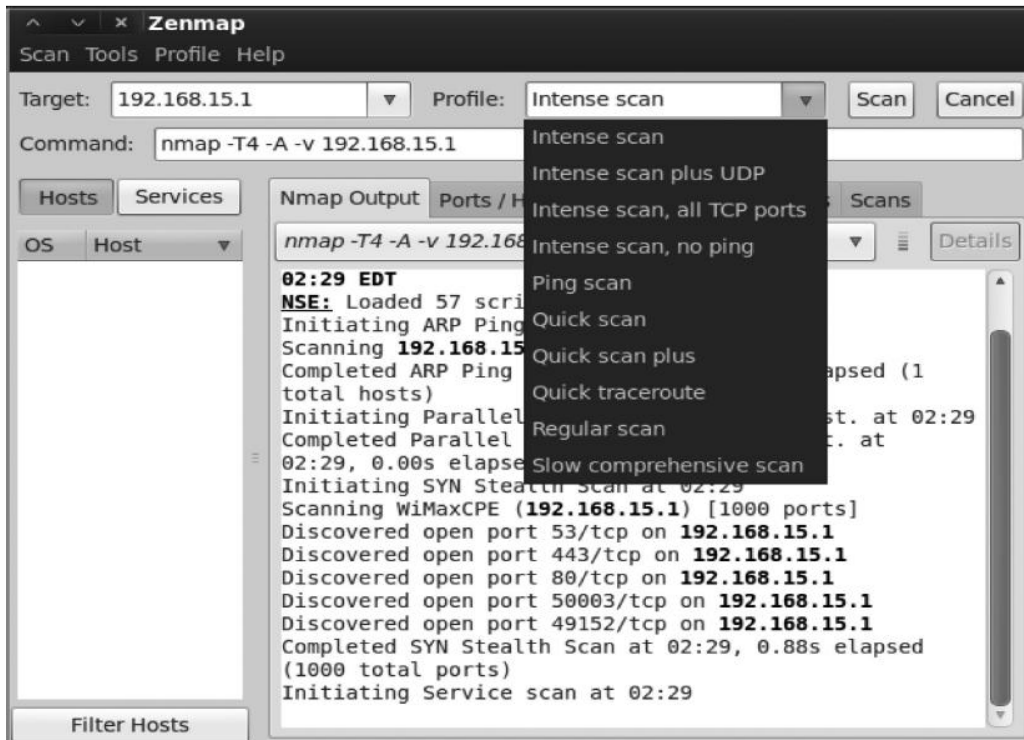 Zenmap
Scan Tools Profile Help
Target: 192.168.15.1 Profile: Intense scan Scan Cancel
Command: nmap -T4 -A -v 192.168.15.1
Intense scan
Intense scan plus UDP
Intense scan, all TCP ports
Intense scan, no ping
Ping scan
Quick scan
Quick scan plus
Quick traceroute
Regular scan
Slow comprehensive scan
Hosts Services
Nmap Output Ports / H Scans
OS Host
nmap -T4 -A -v 192.168 Details
02:29 EDT
NSE: Loaded 57 scri
Initiating ARP Ping
Scanning 192.168.15
Completed ARP Ping apsed (1
total hosts)
Initiating Parallel st. at 02:29
Completed Parallel t. at
02:29, 0.00s elapse
Initiating SYN Stealth Scan at 02:29
Scanning WiMaxCPE (192.168.15.1) [1000 ports]
Discovered open port 53/tcp on 192.168.15.1
Discovered open port 443/tcp on 192.168.15.1
Discovered open port 80/tcp on 192.168.15.1
Discovered open port 50003/tcp on 192.168.15.1
Discovered open port 49152/tcp on 192.168.15.1
Completed SYN Stealth Scan at 02:29, 0.88s elapsed
(1000 total ports)
Initiating Service scan at 02:29
Filter Hosts